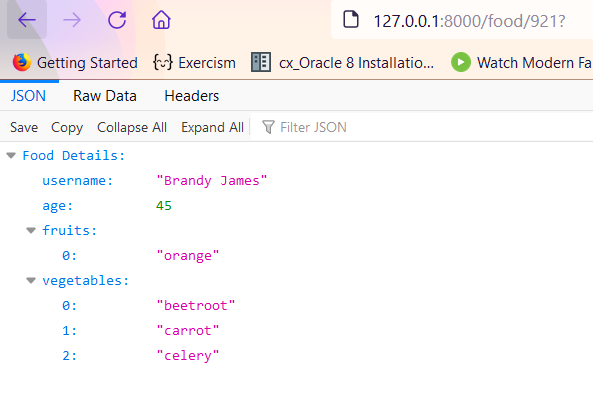 127.0.0.1:8000/food/921?
Getting Started {·} Exercism cx_Oracle 8 Installatio... Watch Modern Fa
JSON Raw Data Headers
Save Copy Collapse All Expand All Filter JSON
Food Details:
username: "Brandy James"
age: 45
fruits:
0: "orange"
vegetables:
0: "beetroot"
1: "carrot"
2: "celery"